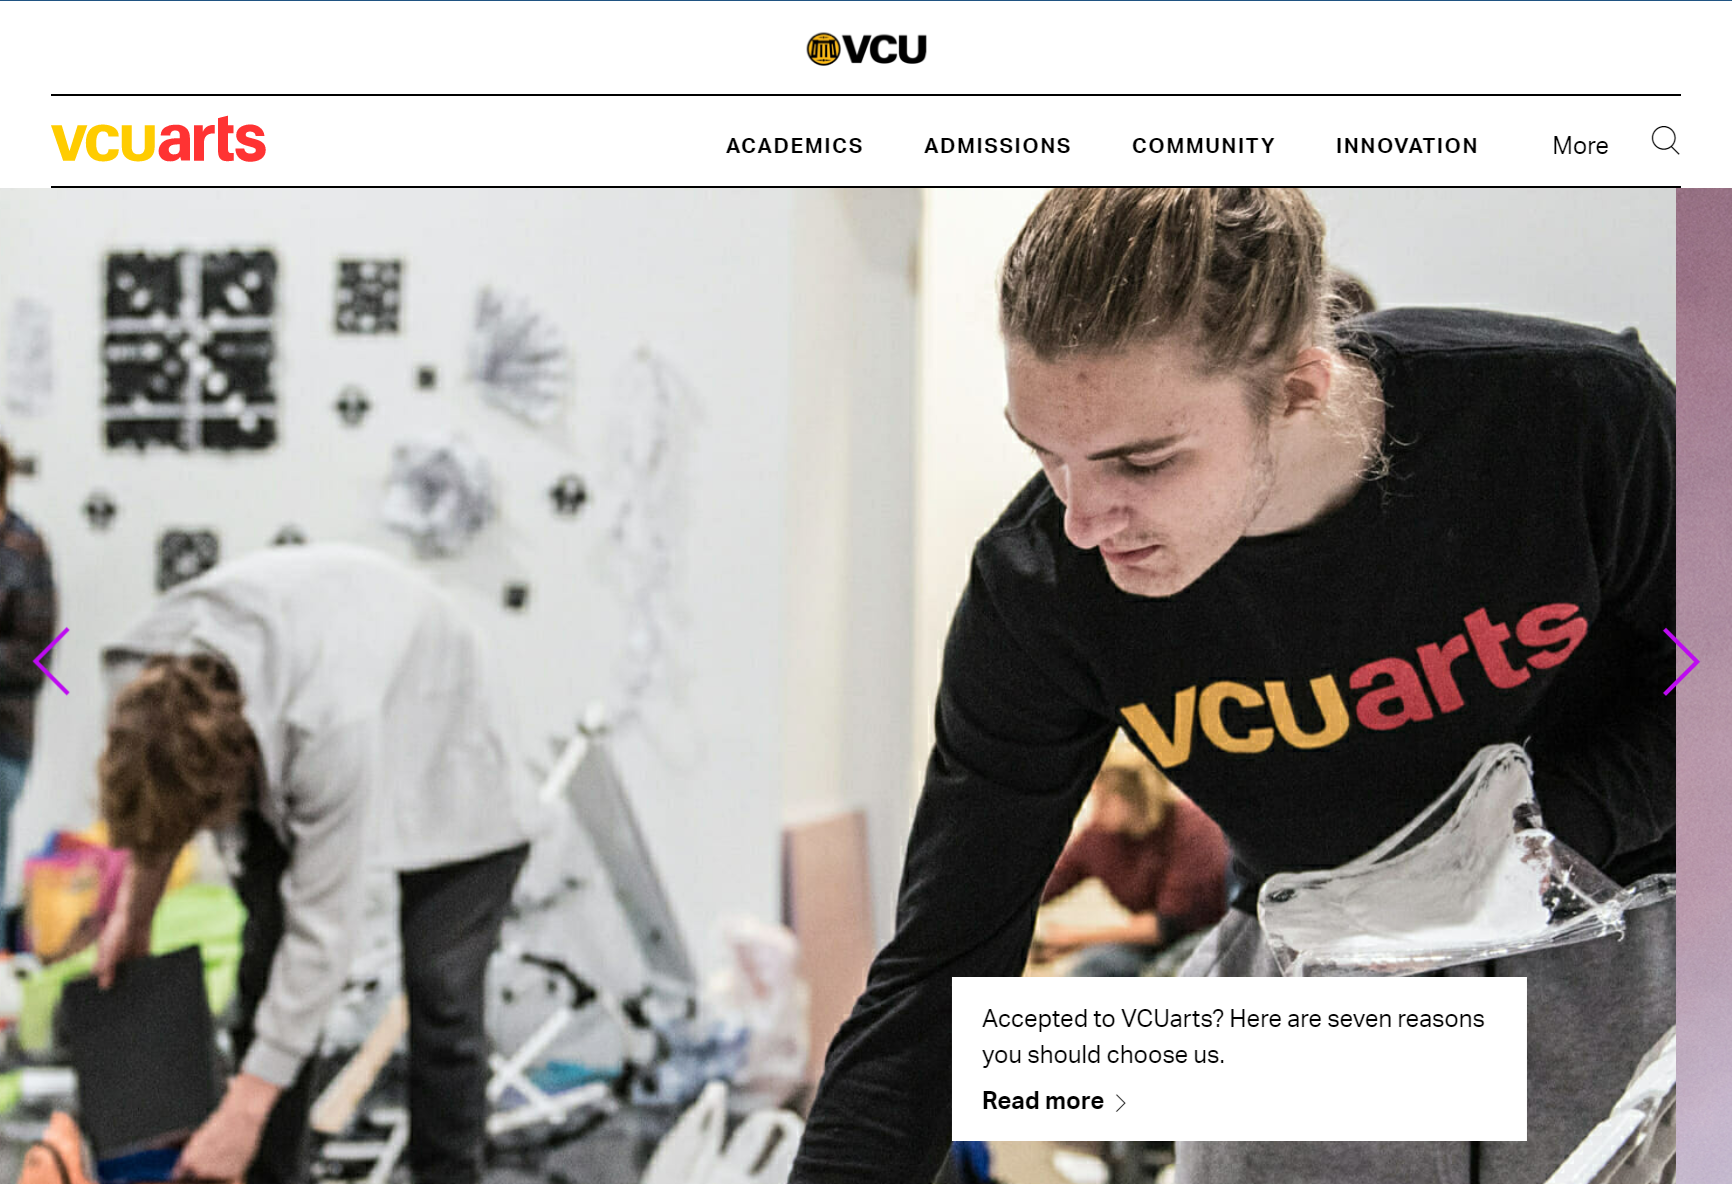 VCU
vcuarts
ACADEMICS
ADMISSIONS
COMMUNITY
INNOVATION
More
vcuarts
Accepted to VCUarts? Here are seven reasons
you should choose us.
Read more